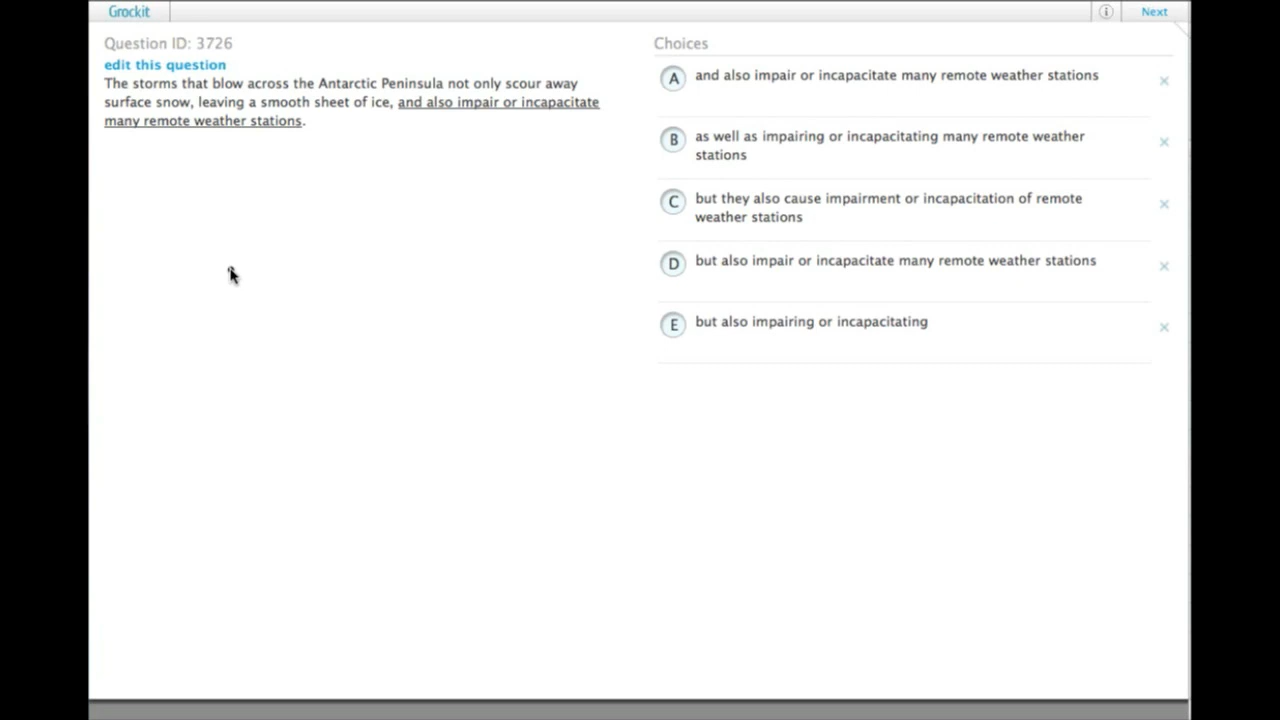 Grockit
Next
Question ID: 3726
edit this question
The storms that blow across the Antarctic Peninsula not only scour away
surface snow, leaving a smooth sheet of ice, and also impair or incapacitate
many remote weather stations.
Choices
A and also impair or incapacitate many remote weather stations
B as well as impairing or incapacitating many remote weather
stations
C but they also cause impairment or incapacitation of remote
weather stations
D but also impair or incapacitate many remote weather stations
E but also impairing or incapacitating